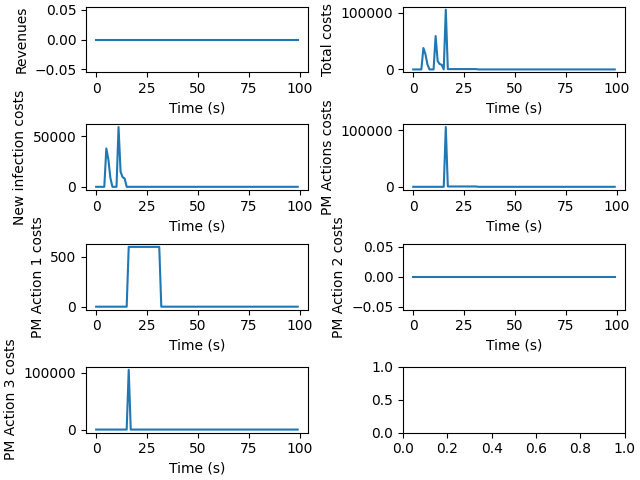 Revenues
0.05
0.00
−0.05
0 25 50 75 100
Time (s)
Total costs
100000
0
0 25 50 75 100
Time (s)
New infection costs
50000
0
0 25 50 75 100
Time (s)
PM Actions costs
100000
0
0 25 50 75 100
Time (s)
PM Action 1 costs
500
0
0 25 50 75 100
Time (s)
PM Action 2 costs
0.05
0.00
−0.05
0 25 50 75 100
Time (s)
PM Action 3 costs
100000
0
0 25 50 75 100
Time (s)
1.0
0.5
0.0
0.0 0.2 0.4 0.6 0.8 1.0